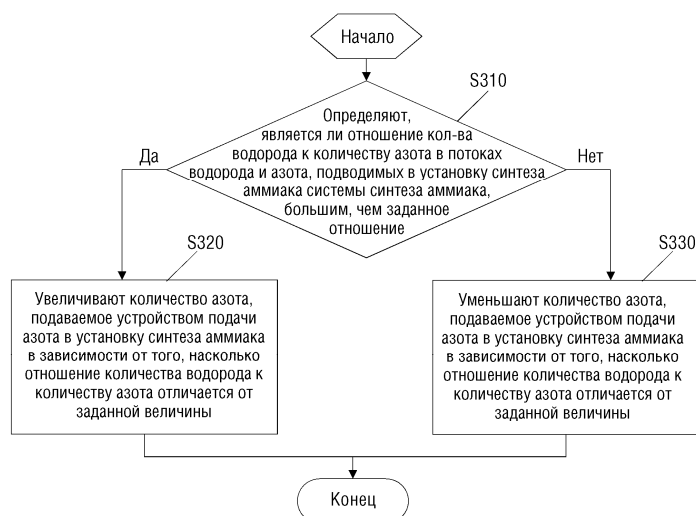 Начало
S310
Определяют,
является ли отношение кол-ва
водорода к количеству азота в потоках
водорода и азота, подводимых в установку синтеза
аммиака системы синтеза аммиака,
большим, чем заданное
отношение
Да
Нет
S320
S330
Увеличивают количество азота,
подаваемое устройством подачи
азота в установку синтеза аммиака
в зависимости от того, насколько
отношение количества водорода к
количеству азота отличается от
заданной величины
Уменьшают количество азота,
подаваемое устройством подачи
азота в установку синтеза аммиака
в зависимости от того, насколько
отношение количества водорода к
количеству азота отличается от
заданной величины
Конец